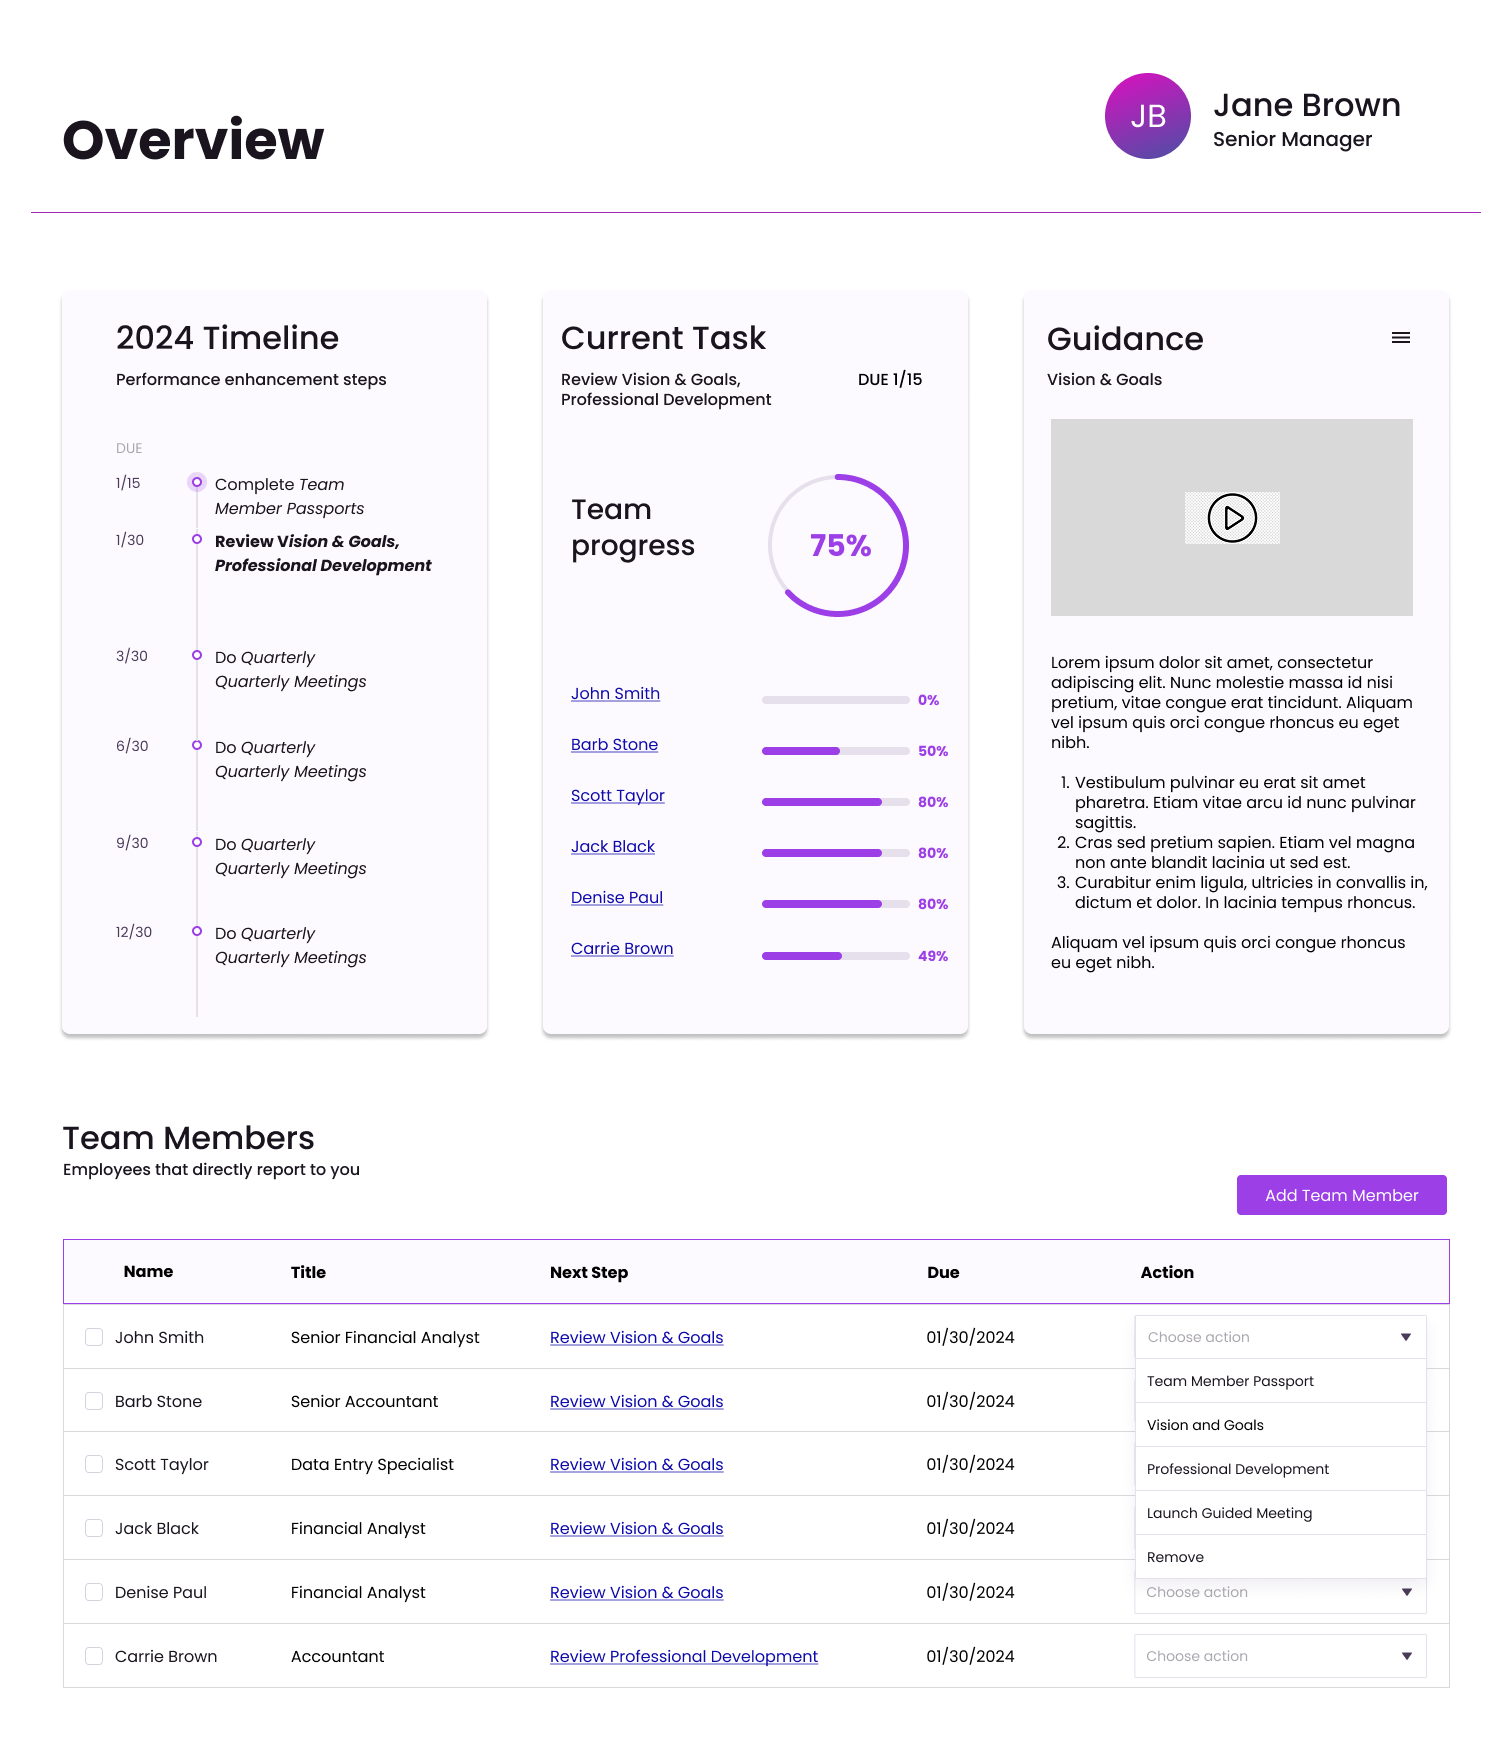 Overview
JB
Jane Brown
Senior Manager
2024 Timeline
Performance enhancement steps
DUE
1/15
Complete Team
Member Passports
1/30
Review Vision & Goals,
Professional Development
3/30
Do Quarterly
Quarterly Meetings
6/30
Do Quarterly
Quarterly Meetings
9/30
Do Quarterly
Quarterly Meetings
12/30
Do Quarterly
Quarterly Meetings
Current Task
Review Vision & Goals,
Professional Development
DUE 1/15
Team
progress
75%
John Smith 0%
Barb Stone 50%
Scott Taylor 80%
Jack Black 80%
Denise Paul 80%
Carrie Brown 49%
Guidance
Vision & Goals
Lorem ipsum dolor sit amet, consectetur
adipiscing elit. Nunc molestie massa id nisi
pretium, vitae congue erat tincidunt. Aliquam
vel ipsum quis orci congue rhoncus eu eget
nibh.
1. Vestibulum pulvinar eu erat sit amet
pharetra. Etiam vitae arcu id nunc pulvinar
sagittis.
2. Cras sed pretium sapien. Etiam vel magna
non ante blandit lacinia ut sed est.
3. Curabitur enim ligula, ultricies in convallis in,
dictum et dolor. In lacinia tempus rhoncus.
Aliquam vel ipsum quis orci congue rhoncus
eu eget nibh.
Team Members
Employees that directly report to you
Add Team Member
Name Title Next Step Due Action
John Smith Senior Financial Analyst Review Vision & Goals 01/30/2024 Choose action
Team Member Passport
Barb Stone Senior Accountant Review Vision & Goals 01/30/2024
Vision and Goals
Scott Taylor Data Entry Specialist Review Vision & Goals 01/30/2024
Professional Development
Launch Guided Meeting
Jack Black Financial Analyst Review Vision & Goals 01/30/2024
Remove
Denise Paul Financial Analyst Review Vision & Goals 01/30/2024 Choose action
Carrie Brown Accountant Review Professional Development 01/30/2024 Choose action